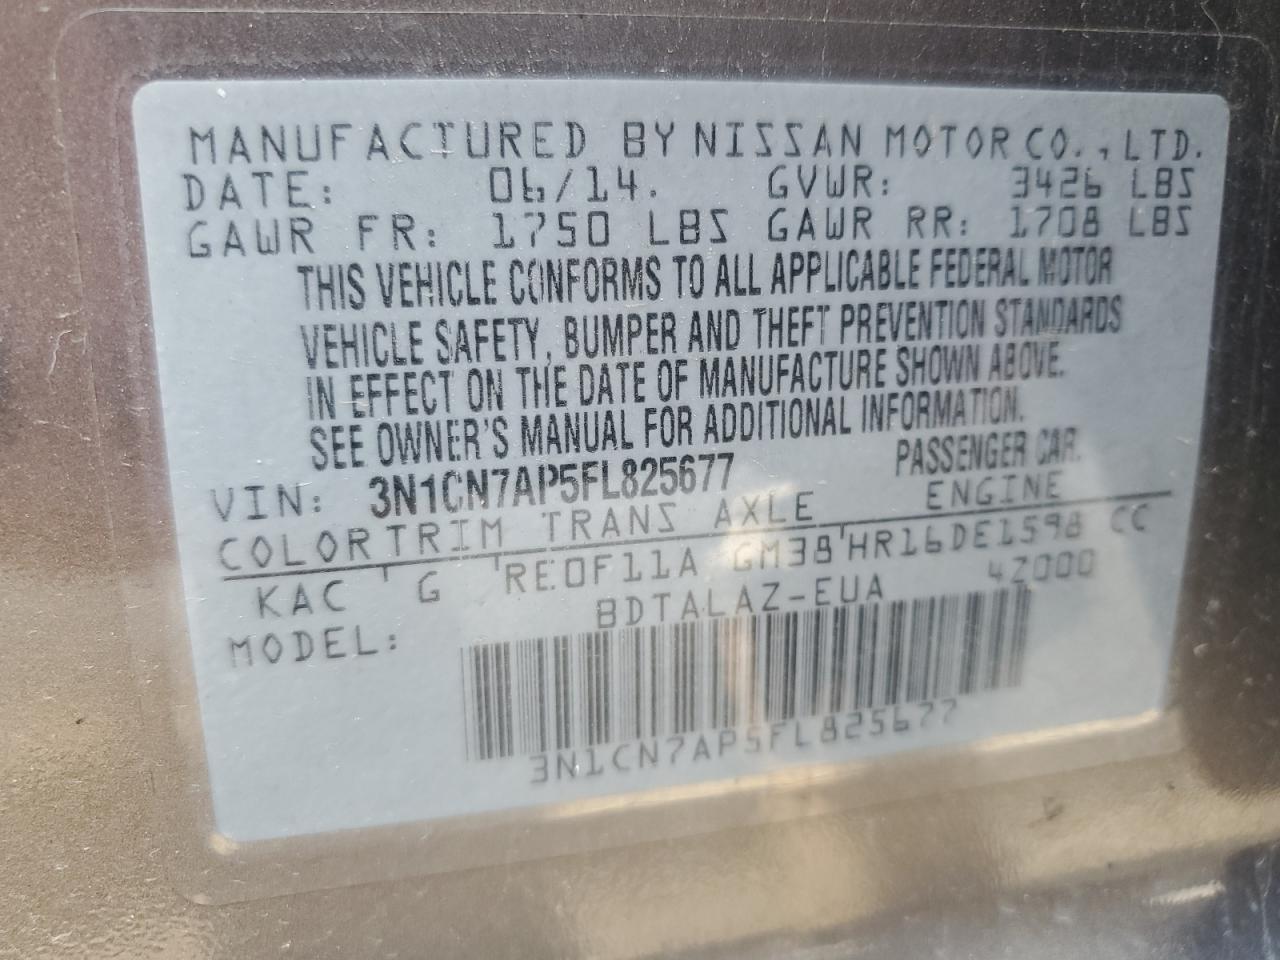 MANUFACTURED BY NISSAN MOTOR CO., LTD.
DATE: 06/14. GVWR: 3426 LBS
GAWR FR: 1750 LBS GAWR RR: 1708 LBS
THIS VEHICLE CONFORMS TO ALL APPLICABLE FEDERAL MOTOR
VEHICLE SAFETY, BUMPER AND THEFT PREVENTION STANDARDS
IN EFFECT ON THE DATE OF MANUFACTURE SHOWN ABOVE.
SEE OWNER'S MANUAL FOR ADDITIONAL INFORMATION.
VIN: 3N1CN7AP5FL825677 PASSENGER CAR.
COLOR TRIM TRANS AXLE ENGINE
KAC ' G 'RE0F11A GM38'HR16DE1598 CC
MODEL: BDTALAZ-EUA 4Z000
3N1CN7AP5FL825677